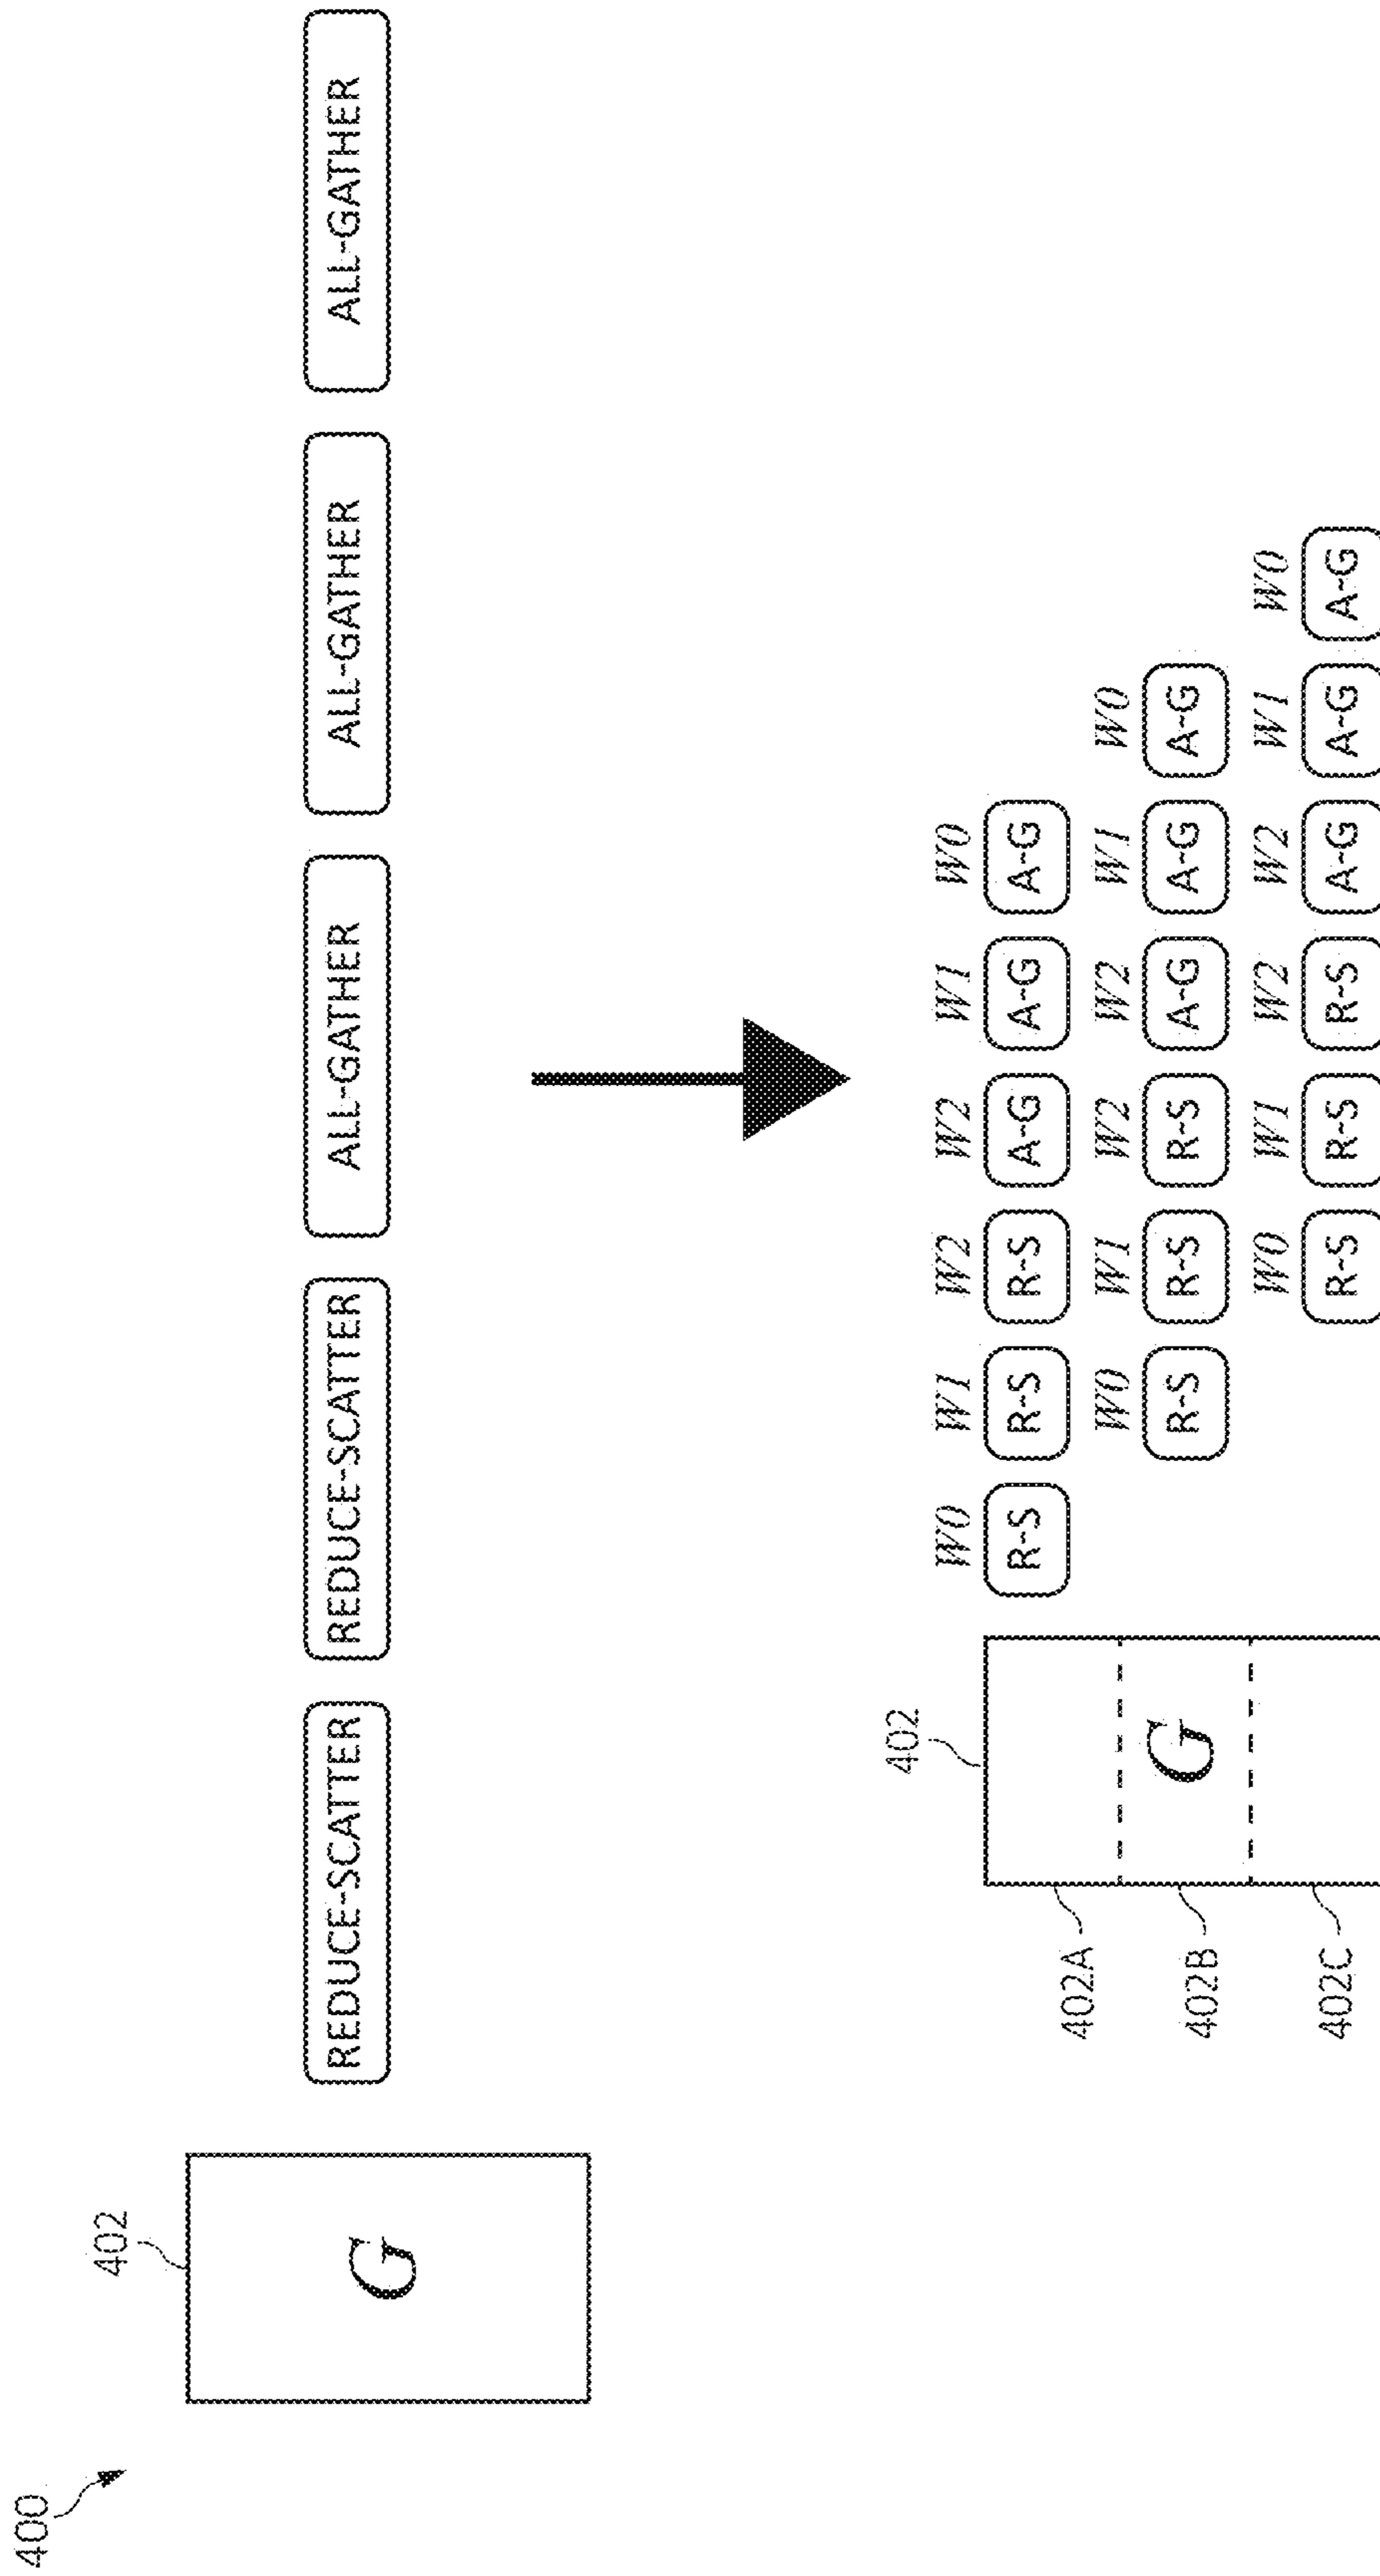 400
402
G
REDUCE-SCATTER
REDUCE-SCATTER
ALL-GATHER
ALL-GATHER
ALL-GATHER
402
G
402A
402B
402C
W0 W1 W2 W2 W1 W0
R-S R-S R-S A-G A-G A-G
W0 W1 W2 W2 W1 W0
R-S R-S R-S A-G A-G A-G
W0 W1 W2 W2 W1 W0
R-S R-S R-S A-G A-G A-G